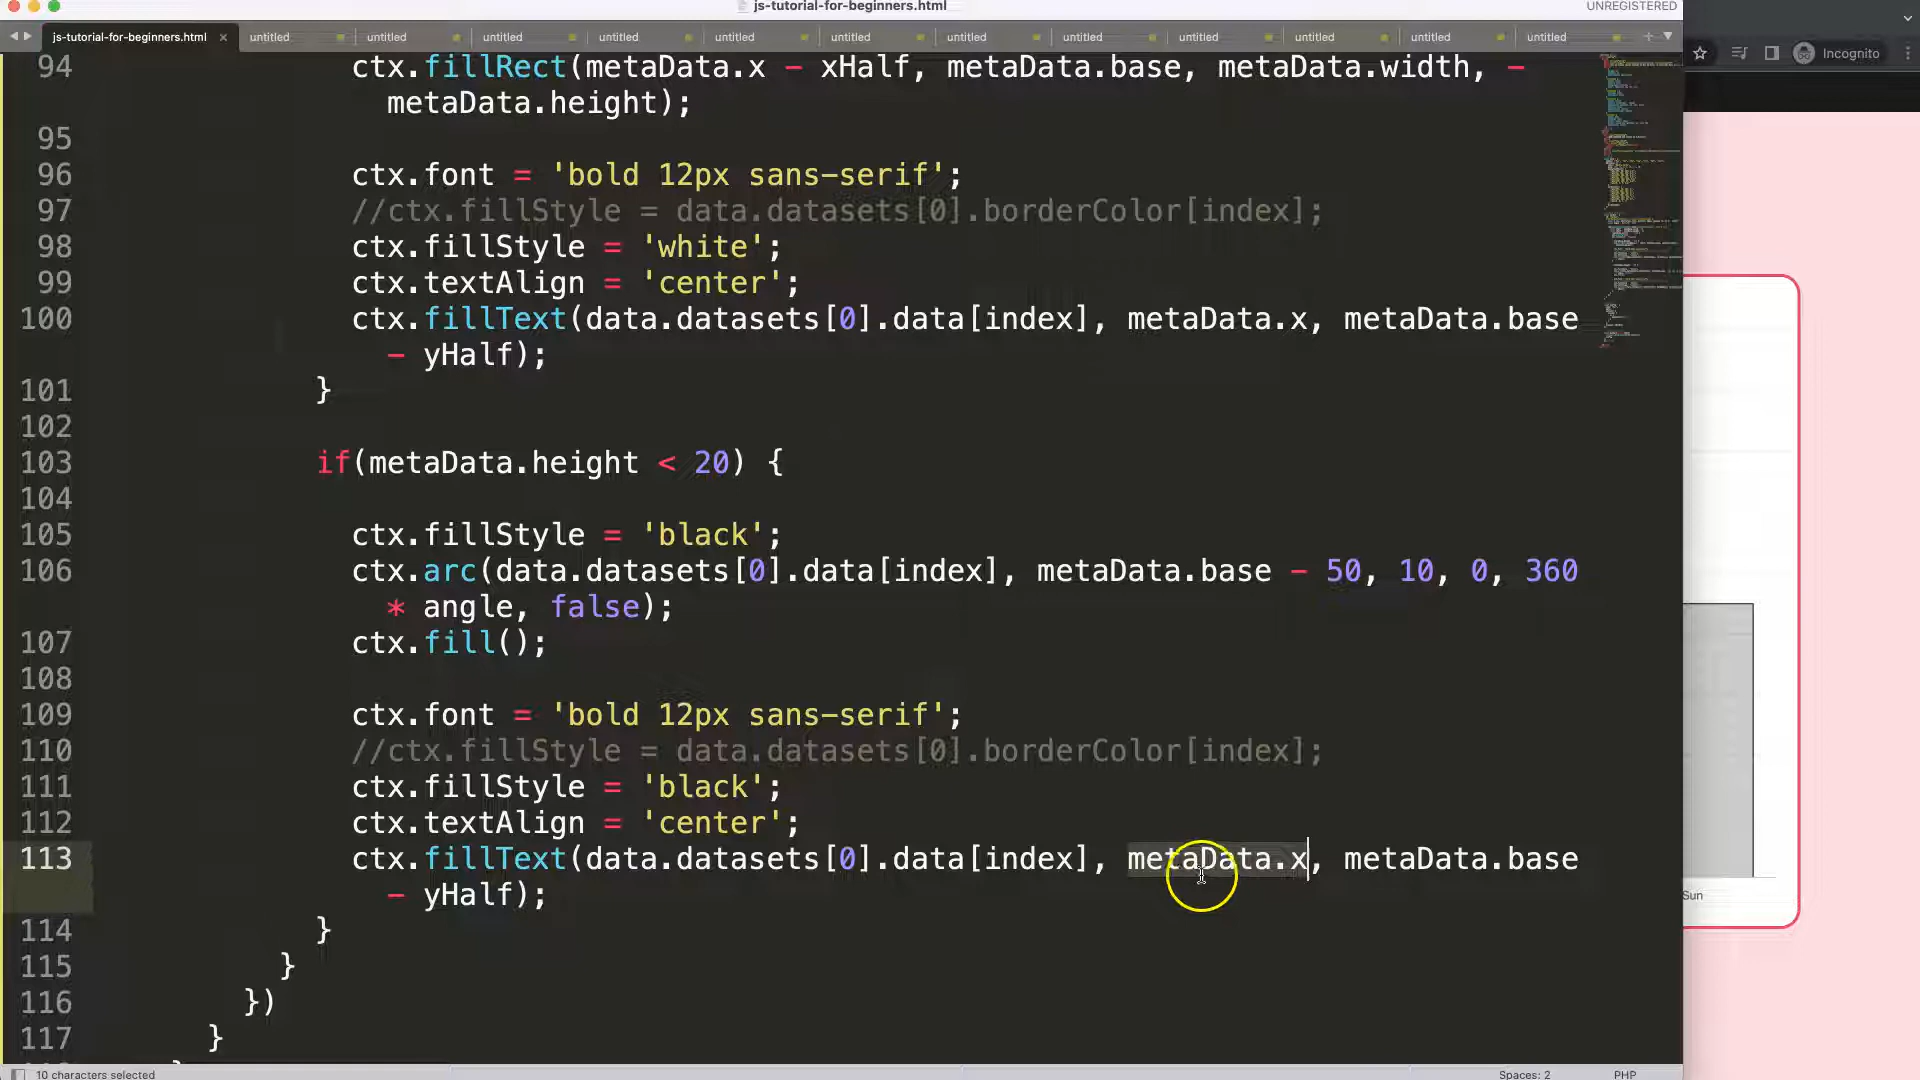 js-tutorial-for-beginners.html
UNREGISTERED
js-tutorial-for-beginners.html × untitled untitled untitled untitled untitled untitled untitled untitled untitled untitled untitled untitled
Incognito
94 ctx.fillRect(metaData.x - xHalf, metaData.base, metaData.width, -
metaData.height);
95
96 ctx.font = 'bold 12px sans-serif';
97 //ctx.fillStyle = data.datasets[0].borderColor[index];
98 ctx.fillStyle = 'white';
99 ctx.textAlign = 'center';
100 ctx.fillText(data.datasets[0].data[index], metaData.x, metaData.base
- yHalf);
101 }
102
103 if(metaData.height < 20) {
104
105 ctx.fillStyle = 'black';
106 ctx.arc(data.datasets[0].data[index], metaData.base - 50, 10, 0, 360
* angle, false);
107 ctx.fill();
108
109 ctx.font = 'bold 12px sans-serif';
110 //ctx.fillStyle = data.datasets[0].borderColor[index];
111 ctx.fillStyle = 'black';
112 ctx.textAlign = 'center';
113 ctx.fillText(data.datasets[0].data[index], metaData.x, metaData.base
- yHalf);
114 }
115 }
116 })
117 }
Sun
10 characters selected
Spaces: 2
PHP